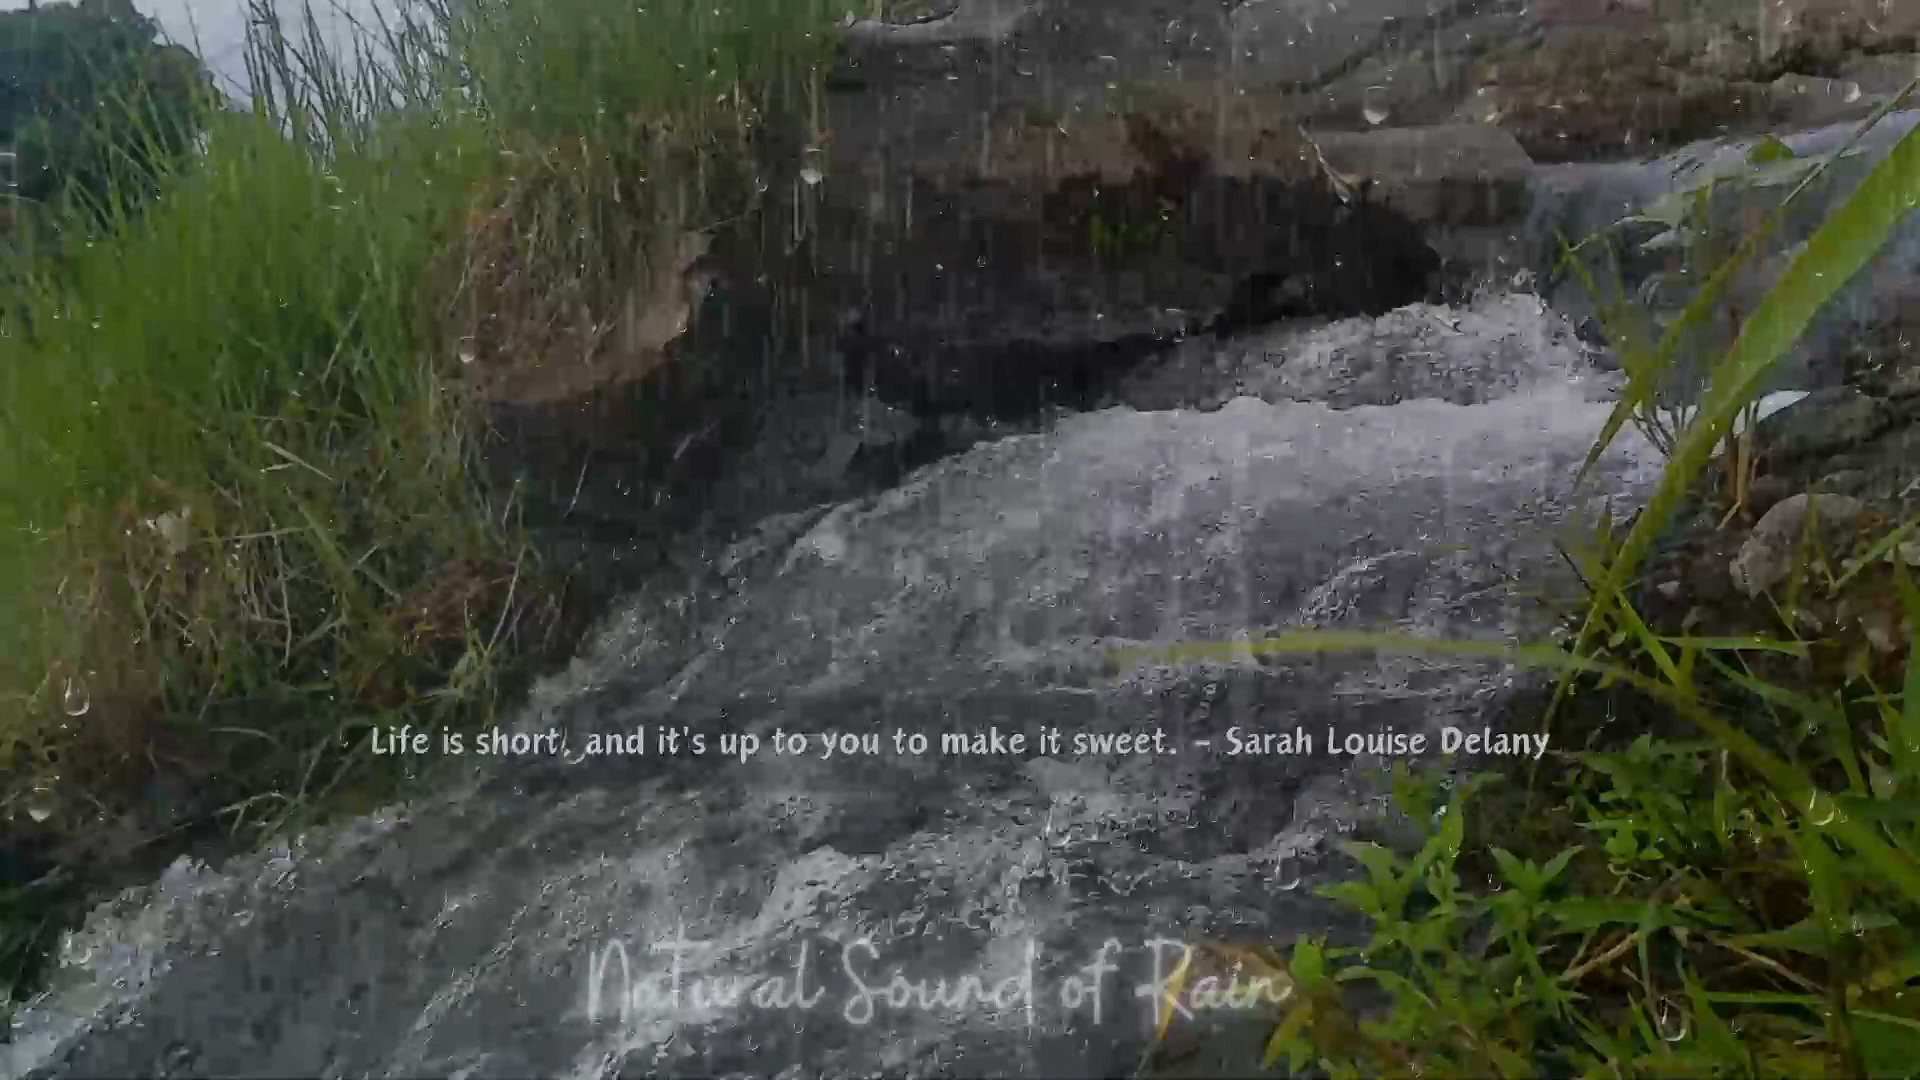 Life is short, and it's up to you to make it sweet. – Sarah Louise Delany
Natural Sound of Rain